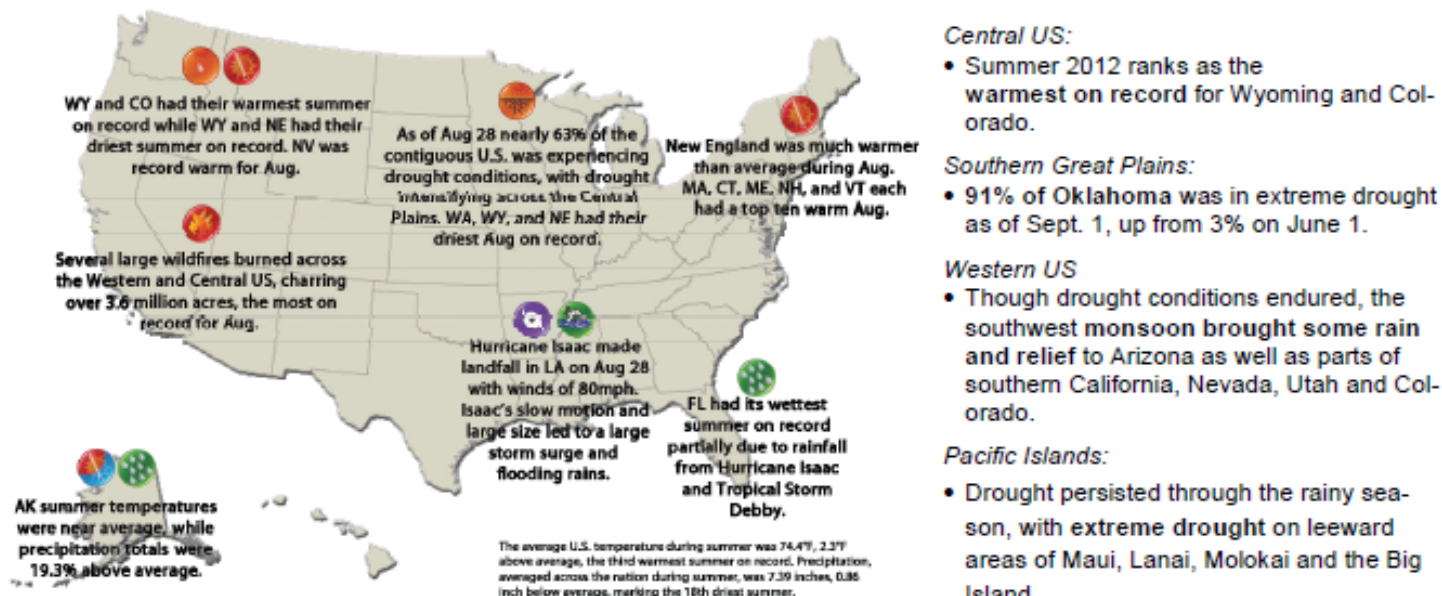 WY and CO had their warmest summer
on record while WY and NE had their
driest summer on record. NV was
record warm for Aug.
As of Aug 28 nearly 63% of the
contiguous U.S. was experiencing
drought conditions, with drought
intensifying across the Central
Plains. WA, WY, and NE had their
driest Aug on record.
New England was much warmer
than average during Aug.
MA, CT, ME, NH, and VT each
had a top ten warm Aug.
Several large wildfires burned across
the Western and Central US, charring
over 3.6 million acres, the most on
record for Aug.
Hurricane Isaac made
landfall in LA on Aug 28
with winds of 80mph.
Isaac's slow motion and
large size led to a large
storm surge and
flooding rains.
FL had its wettest
summer on record
partially due to rainfall
from Hurricane Isaac
and Tropical Storm
Debby.
AK summer temperatures
were near average, while
precipitation totals were
19.3% above average.
The average U.S. temperature during summer was 74.4°F, 2.3°F
above average, the third warmest summer on record. Precipitation,
averaged across the nation during summer, was 7.39 inches, 0.86
inch below average, marking the 18th driest summer.
Central US:
• Summer 2012 ranks as the
warmest on record for Wyoming and Col-
orado.
Southern Great Plains:
• 91% of Oklahoma was in extreme drought
as of Sept. 1, up from 3% on June 1.
Western US
• Though drought conditions endured, the
southwest monsoon brought some rain
and relief to Arizona as well as parts of
southern California, Nevada, Utah and Col-
orado.
Pacific Islands:
• Drought persisted through the rainy sea-
son, with extreme drought on leeward
areas of Maui, Lanai, Molokai and the Big
Island